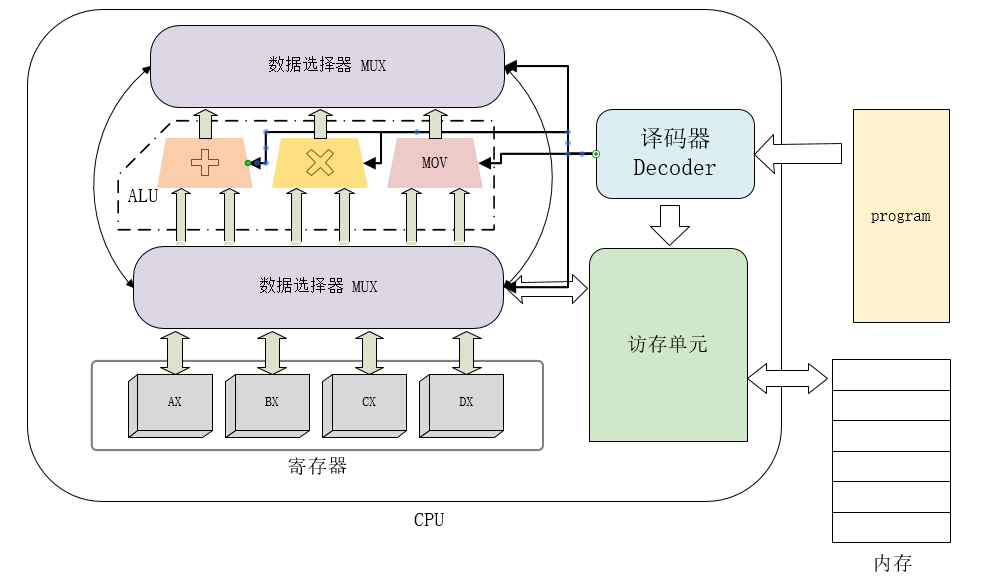 数据选择器 MUX
译码器
Decoder
program
MOV
ALU
数据选择器 MUX
访存单元
AX
BX
CX
DX
寄存器
CPU
内存